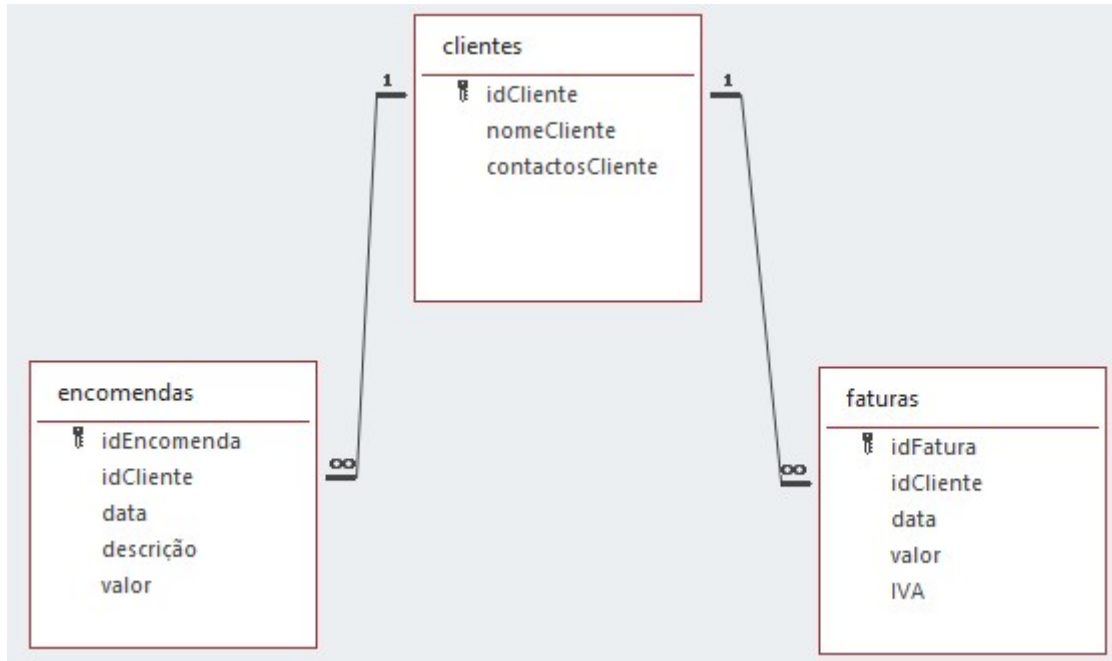 clientes
1
1
idCliente
nomeCliente
contactosCliente
encomendas
idEncomenda
idCliente
data
descrição
valor
∞
faturas
idFatura
idCliente
data
valor
IVA
∞